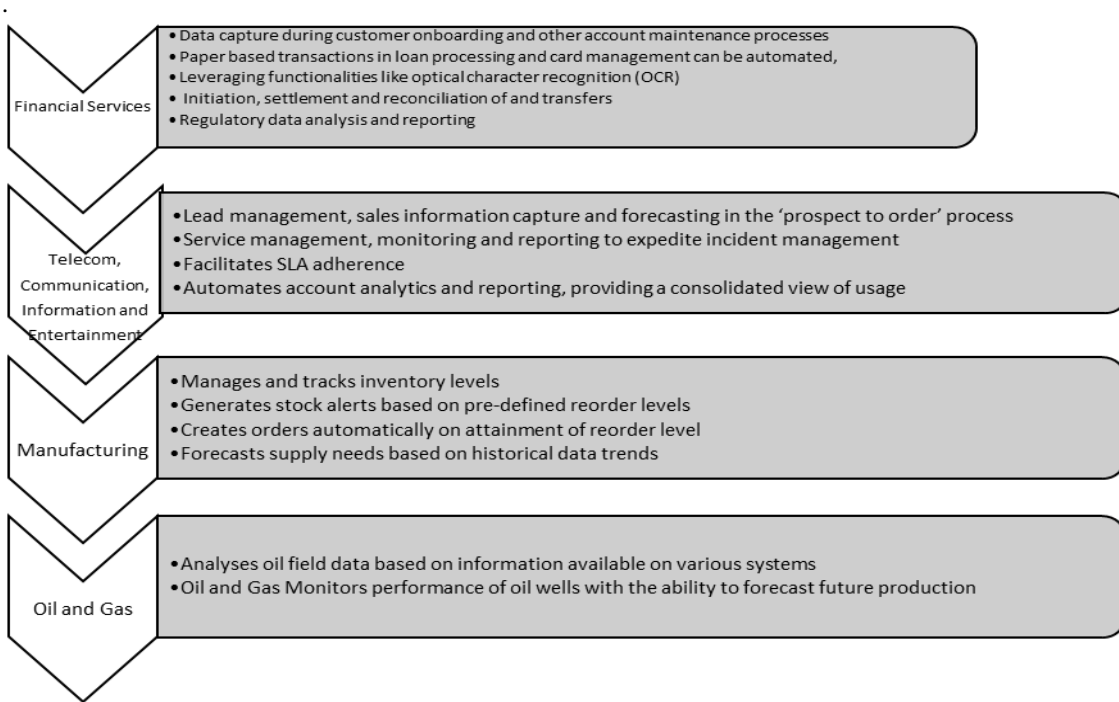 .
Financial Services
• Data capture during customer onboarding and other account maintenance processes
• Paper based transactions in loan processing and card management can be automated,
• Leveraging functionalities like optical character recognition (OCR)
• Initiation, settlement and reconciliation of and transfers
• Regulatory data analysis and reporting
Telecom,
Communication,
Information and
Entertainment
• Lead management, sales information capture and forecasting in the ‘prospect to order’ process
• Service management, monitoring and reporting to expedite incident management
• Facilitates SLA adherence
• Automates account analytics and reporting, providing a consolidated view of usage
Manufacturing
• Manages and tracks inventory levels
• Generates stock alerts based on pre-defined reorder levels
• Creates orders automatically on attainment of reorder level
• Forecasts supply needs based on historical data trends
Oil and Gas
• Analyses oil field data based on information available on various systems
• Oil and Gas Monitors performance of oil wells with the ability to forecast future production